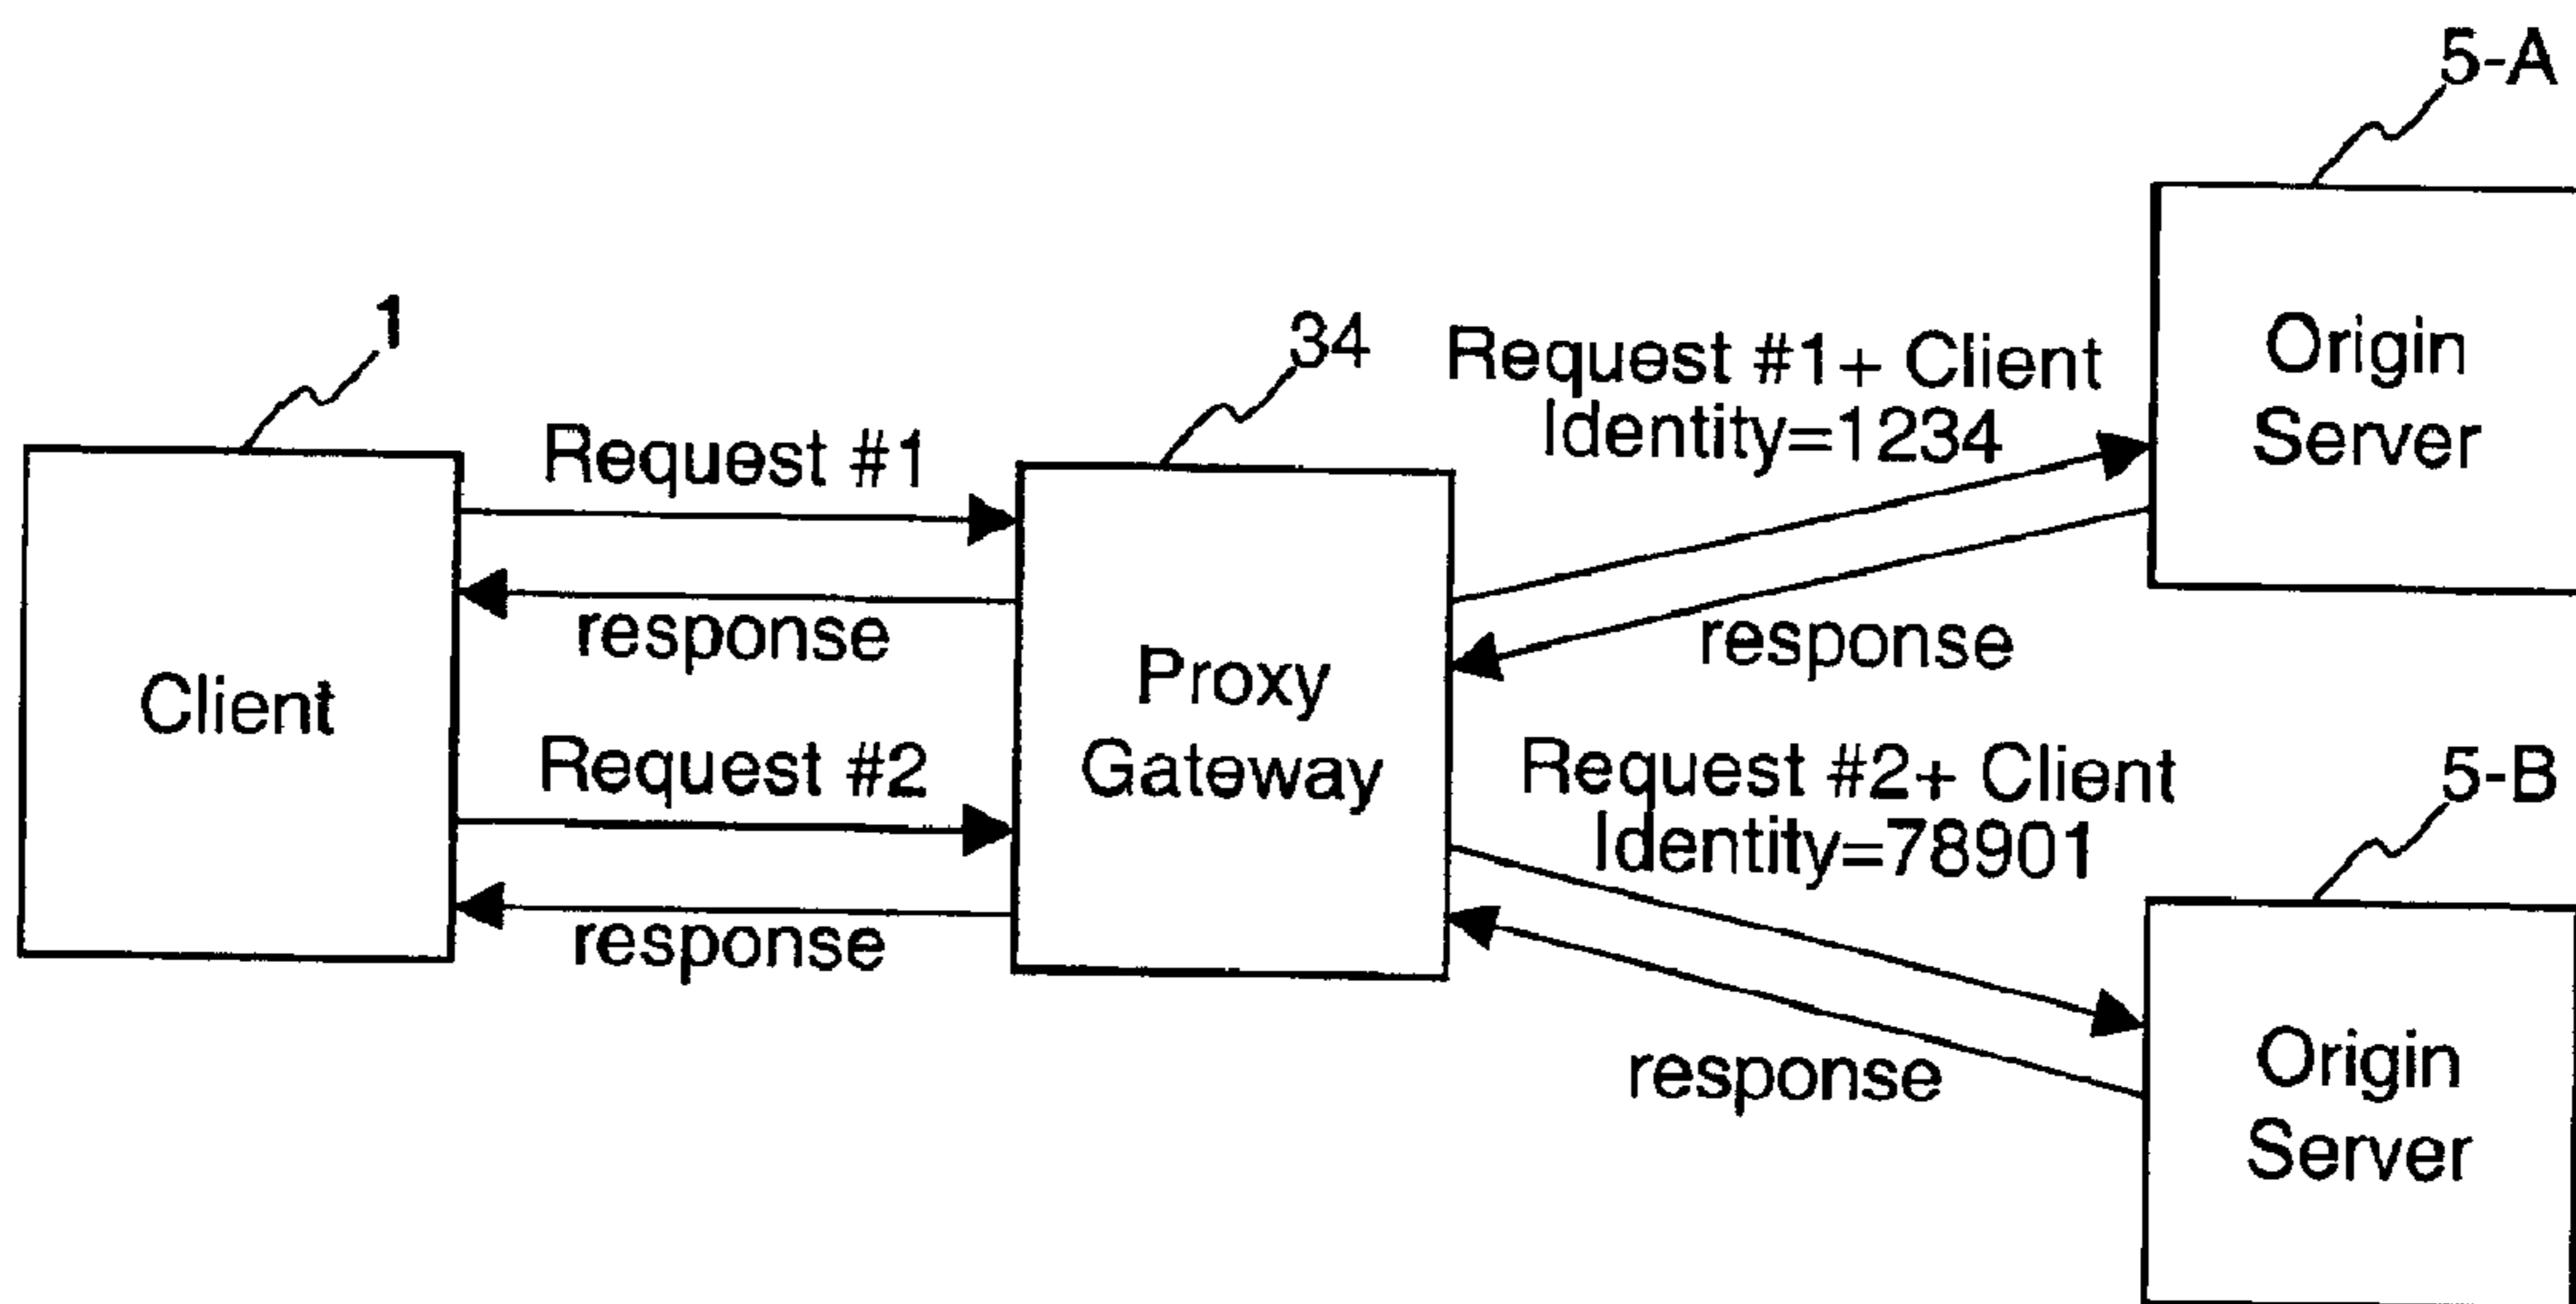 5-A
1
34
Request #1+ Client
Identity=1234
Origin
Server
Request #1
response
response
Client
Proxy
Gateway
Request #2
Request #2+ Client
Identity=78901
5-B
response
response
Origin
Server